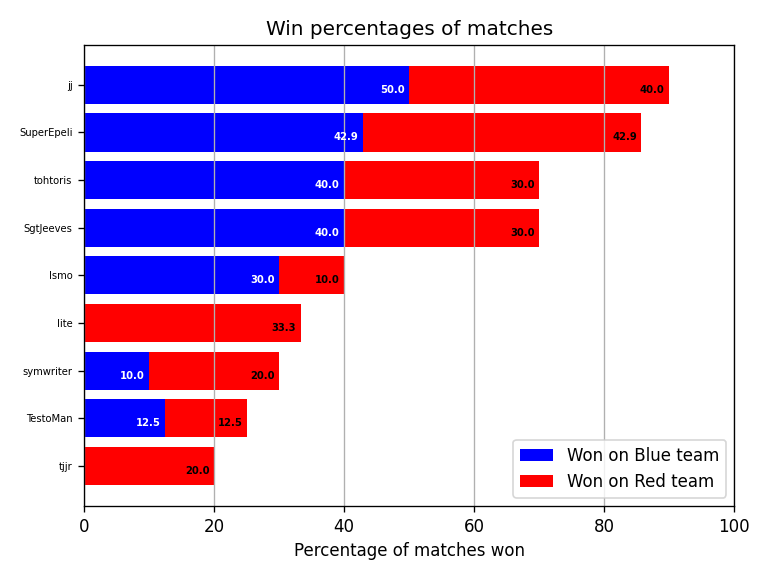 Win percentages of matches
jj 50.0 40.0
SuperEpeli 42.9 42.9
tohtoris 40.0 30.0
SgtJeeves 40.0 30.0
Ismo 30.0 10.0
lite 33.3
symwriter 10.0 20.0
TestoMan 12.5 12.5
tjjr 20.0
Won on Blue team
Won on Red team
0 20 40 60 80 100
Percentage of matches won